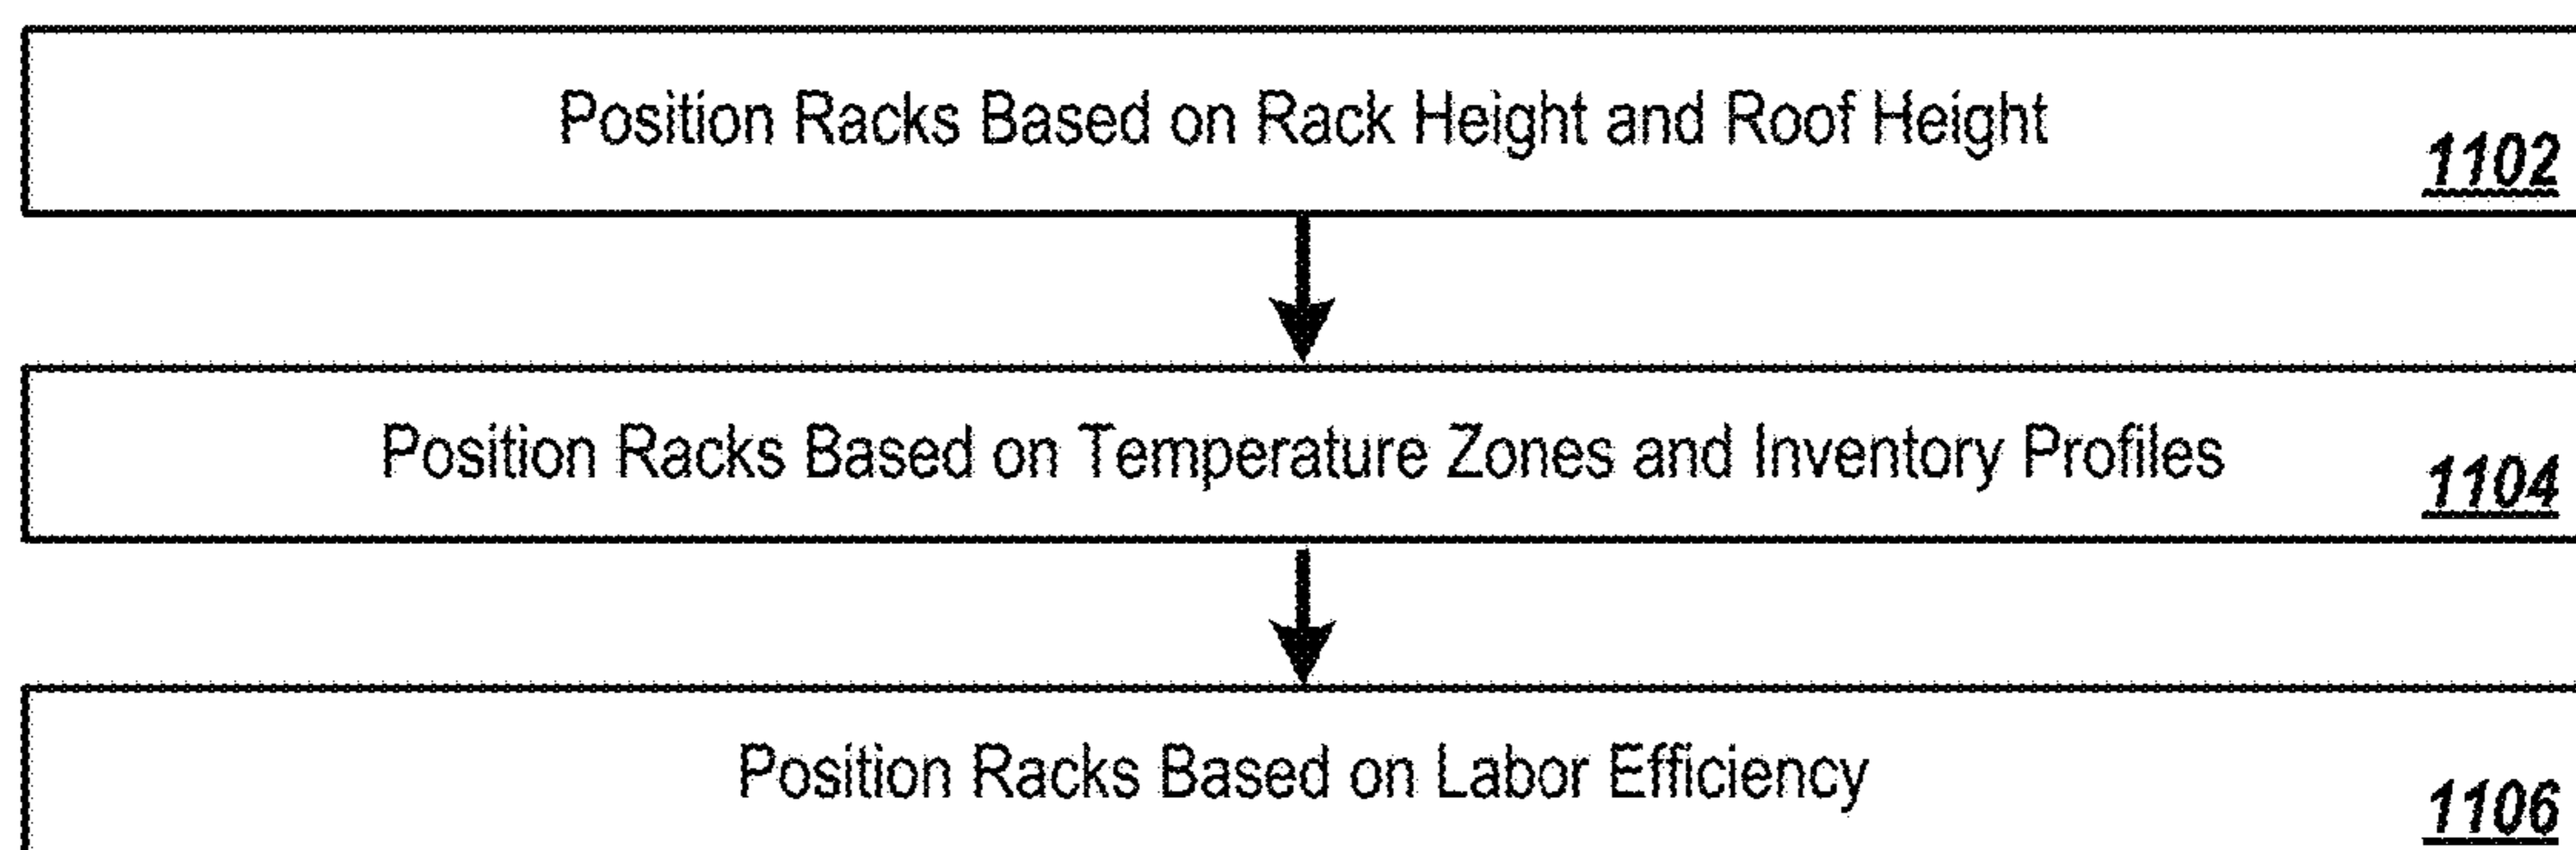 Position Racks Based on Rack Height and Roof Height
1102
Position Racks Based on Temperature Zones and Inventory Profiles
1104
Position Racks Based on Labor Efficiency
1106